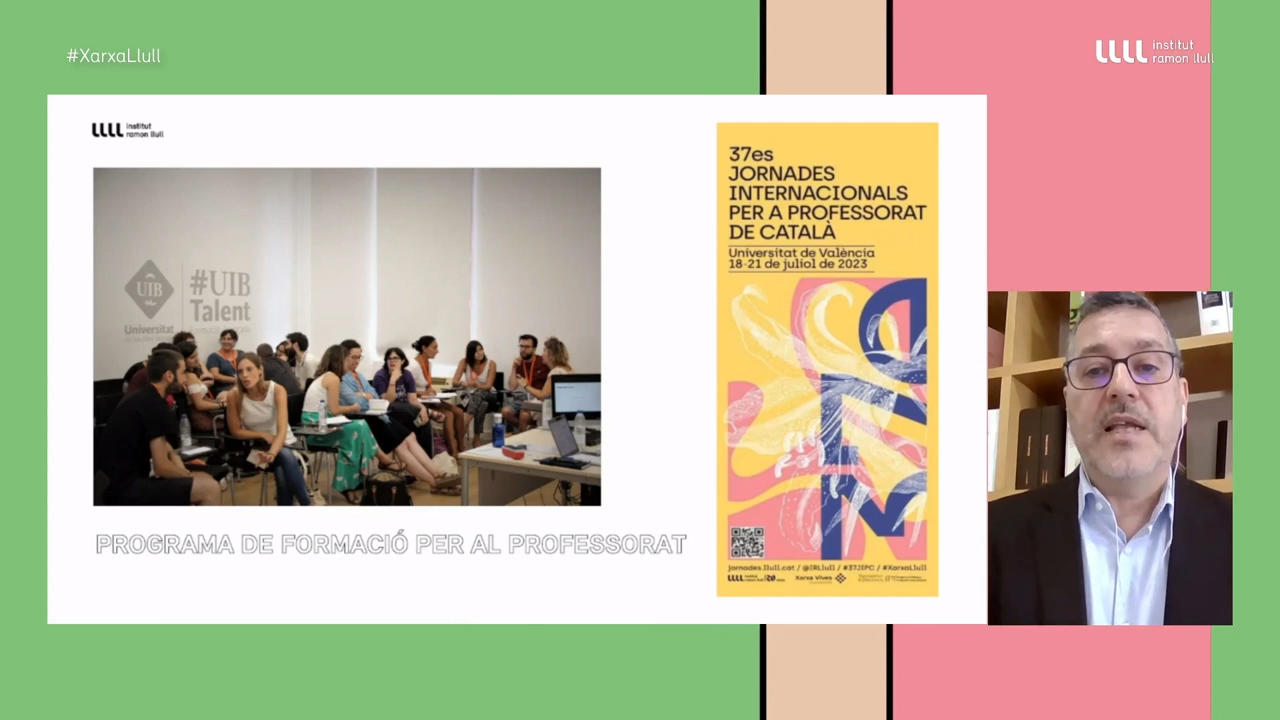 #XarxaLlull
institut
ramon llull
institut
ramon llull
UIB
#UIB
Talent
Universitat
37es
JORNADES
INTERNACIONALS
PER A PROFESSORAT
DE CATALÀ
Universitat de València
18-21 de juliol de 2023
jornades.llull.cat / @IRLlull / #37JIPC / #XarxaLlull
Xarxa Vives
PROGRAMA DE FORMACIÓ PER AL PROFESSORAT